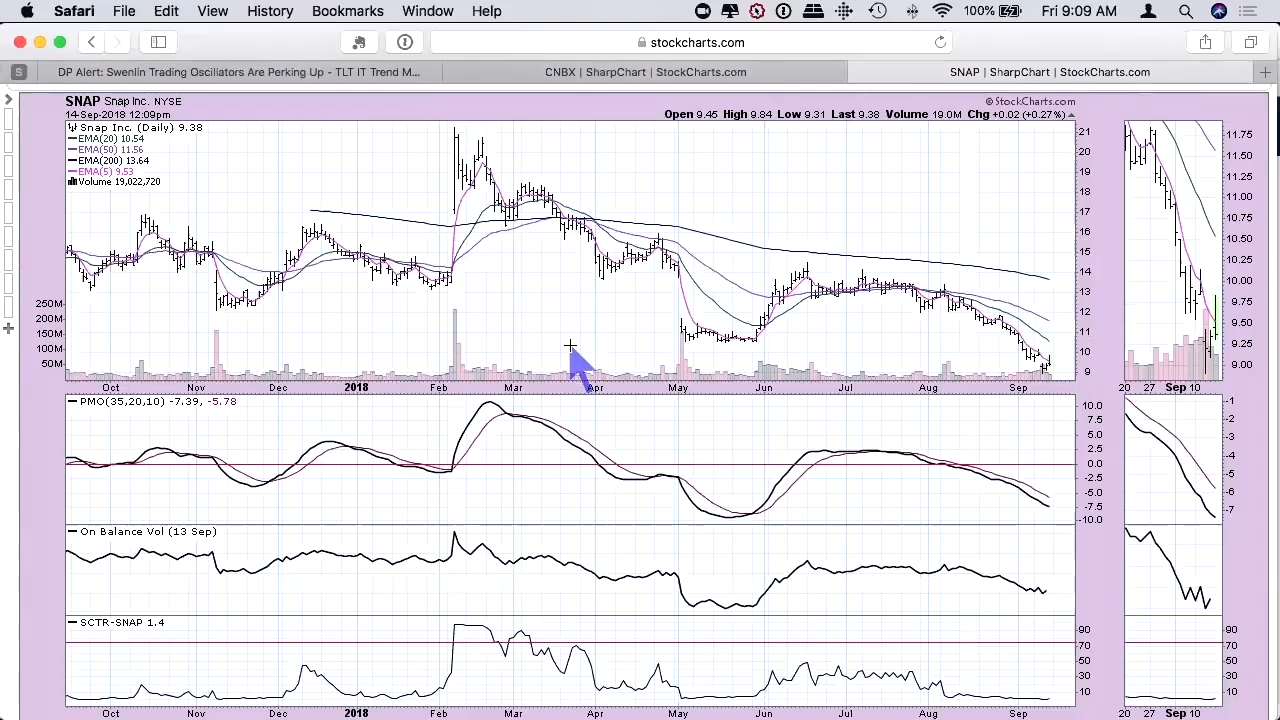 Safari File Edit View History Bookmarks Window Help 100% Fri 9:09 AM
stockcharts.com
S DP Alert: Swenlin Trading Oscillators Are Perking Up - TLT IT Trend M... CNBX | SharpChart | StockCharts.com SNAP | SharpChart | StockCharts.com
SNAP Snap Inc. NYSE © StockCharts.com
14-Sep-2018 12:09pm Open 9.45 High 9.84 Low 9.31 Last 9.38 Volume 19.0M Chg +0.02 (+0.27%)
Snap Inc. (Daily) 9.38
EMA(20) 10.54
EMA(50) 11.56
EMA(200) 13.64
EMA(5) 9.53
Volume 19,022,720
21
20
19
18
17
16
15
14
13
12
11
10
9
250M
200M
150M
100M
50M
11.75
11.50
11.25
11.00
10.75
10.50
10.25
10.00
9.75
9.50
9.25
9.00
Oct Nov Dec 2018 Feb Mar Apr May Jun Jul Aug Sep 20 27 Sep 10
PMO(35,20,10) -7.39, -5.78
10.0
7.5
5.0
2.5
0.0
-2.5
-5.0
-7.5
-10.0
-1
-2
-3
-4
-5
-6
-7
On Balance Vol (13 Sep)
SCTR-SNAP 1.4
90
70
50
30
10
90
70
50
30
10
Oct Nov Dec 2018 Feb Mar Apr May Jun Jul Aug Sep 20 27 Sep 10